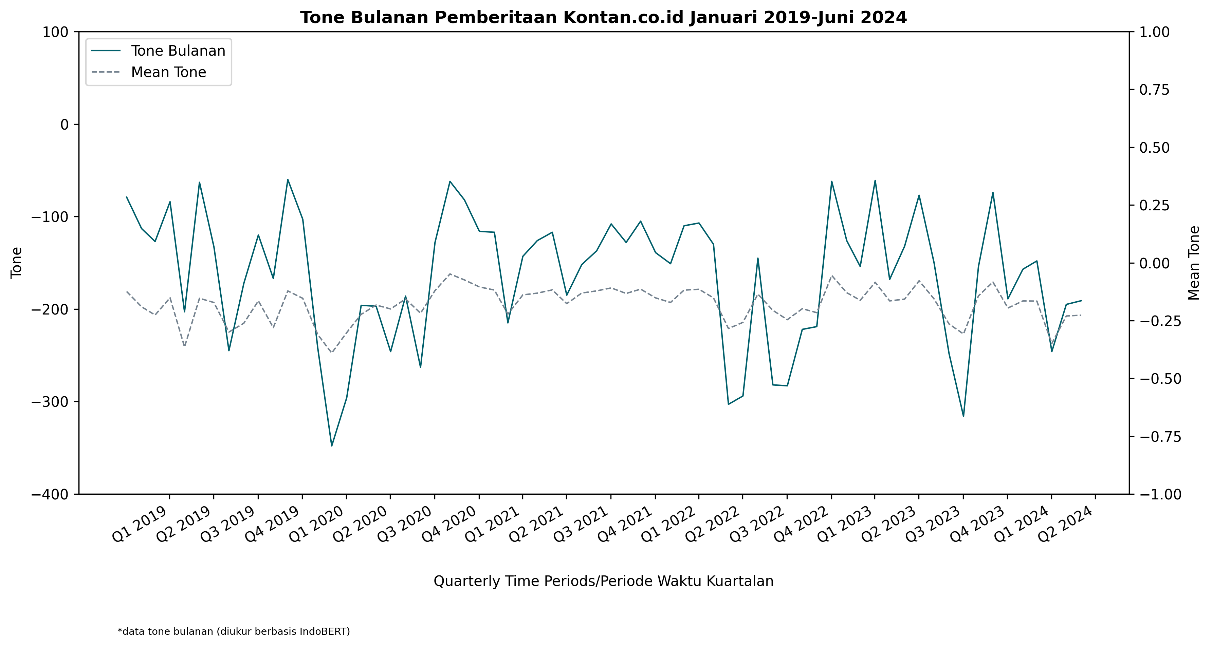 Tone Bulanan Pemberitaan Kontan.co.id Januari 2019-Juni 2024
Tone Bulanan
Mean Tone
Tone
100
0
−100
−200
−300
−400
Mean Tone
1.00
0.75
0.50
0.25
0.00
−0.25
−0.50
−0.75
−1.00
Q1 2019
Q2 2019
Q3 2019
Q4 2019
Q1 2020
Q2 2020
Q3 2020
Q4 2020
Q1 2021
Q2 2021
Q3 2021
Q4 2021
Q1 2022
Q2 2022
Q3 2022
Q4 2022
Q1 2023
Q2 2023
Q3 2023
Q4 2023
Q1 2024
Q2 2024
Quarterly Time Periods/Periode Waktu Kuartalan
*data tone bulanan (diukur berbasis IndoBERT)